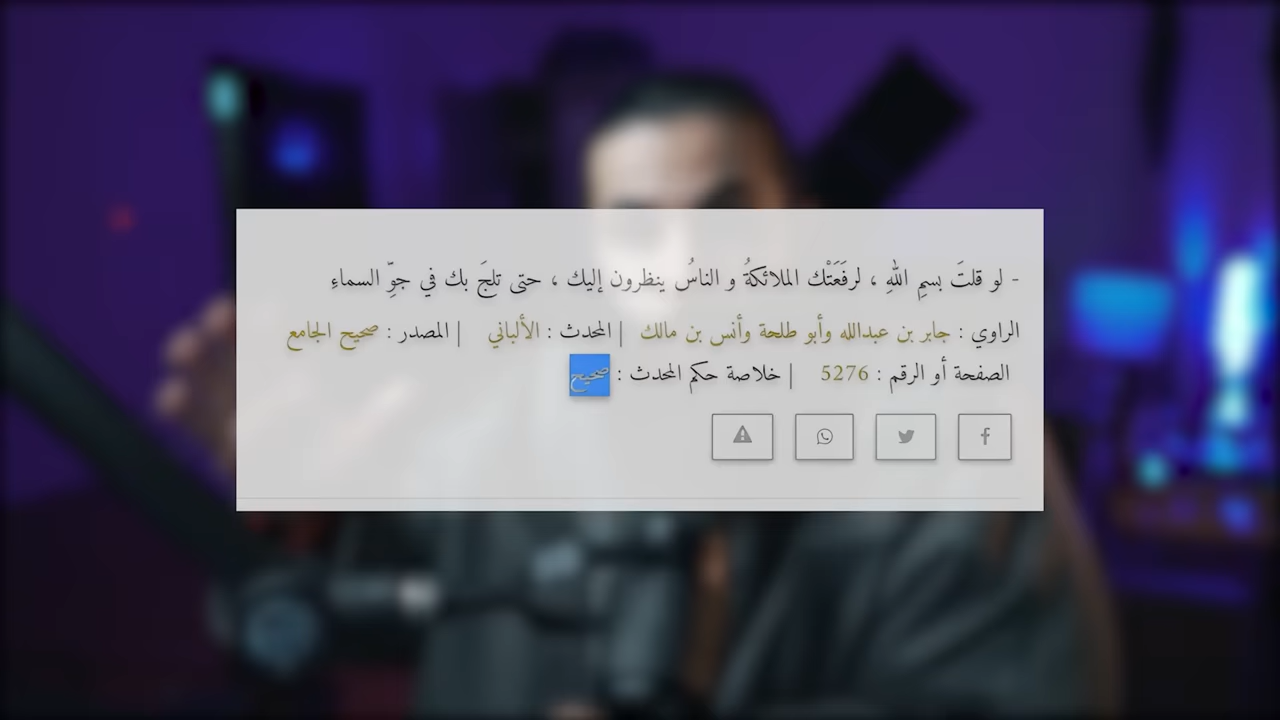 - لو قلتَ بسمِ اللهِ ، لرفَعَتْك الملائكةُ و الناسُ ينظرون إليك ، حتى تلجَ بك في جوِّ السماءِ
الراوي : جابر بن عبدالله وأبو طلحة وأنس بن مالك | المحدث : الألباني | المصدر : صحيح الجامع
الصفحة أو الرقم : 5276 | خلاصة حكم المحدث : صحيح